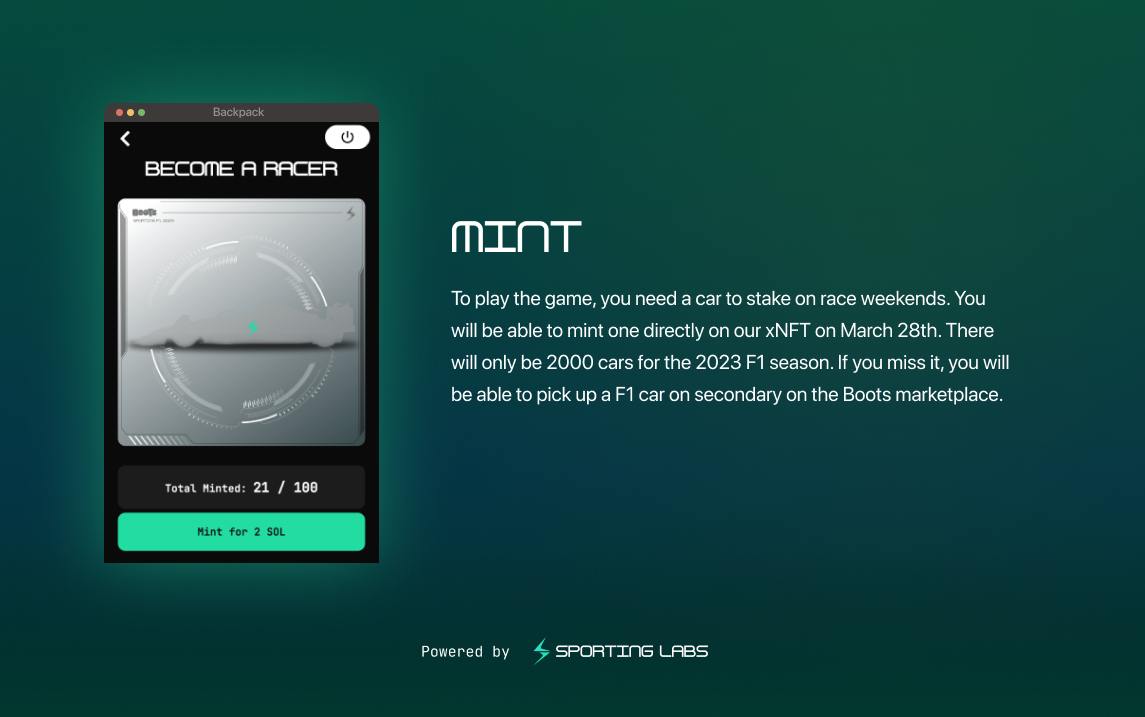 Backpack
BECOME A RACER
Boots
Total Minted: 21 / 100
Mint for 2 SOL
MINT
To play the game, you need a car to stake on race weekends. You
will be able to mint one directly on our xNFT on March 28th. There
will only be 2000 cars for the 2023 F1 season. If you miss it, you will
be able to pick up a F1 car on secondary on the Boots marketplace.
Powered by SPORTING LABS